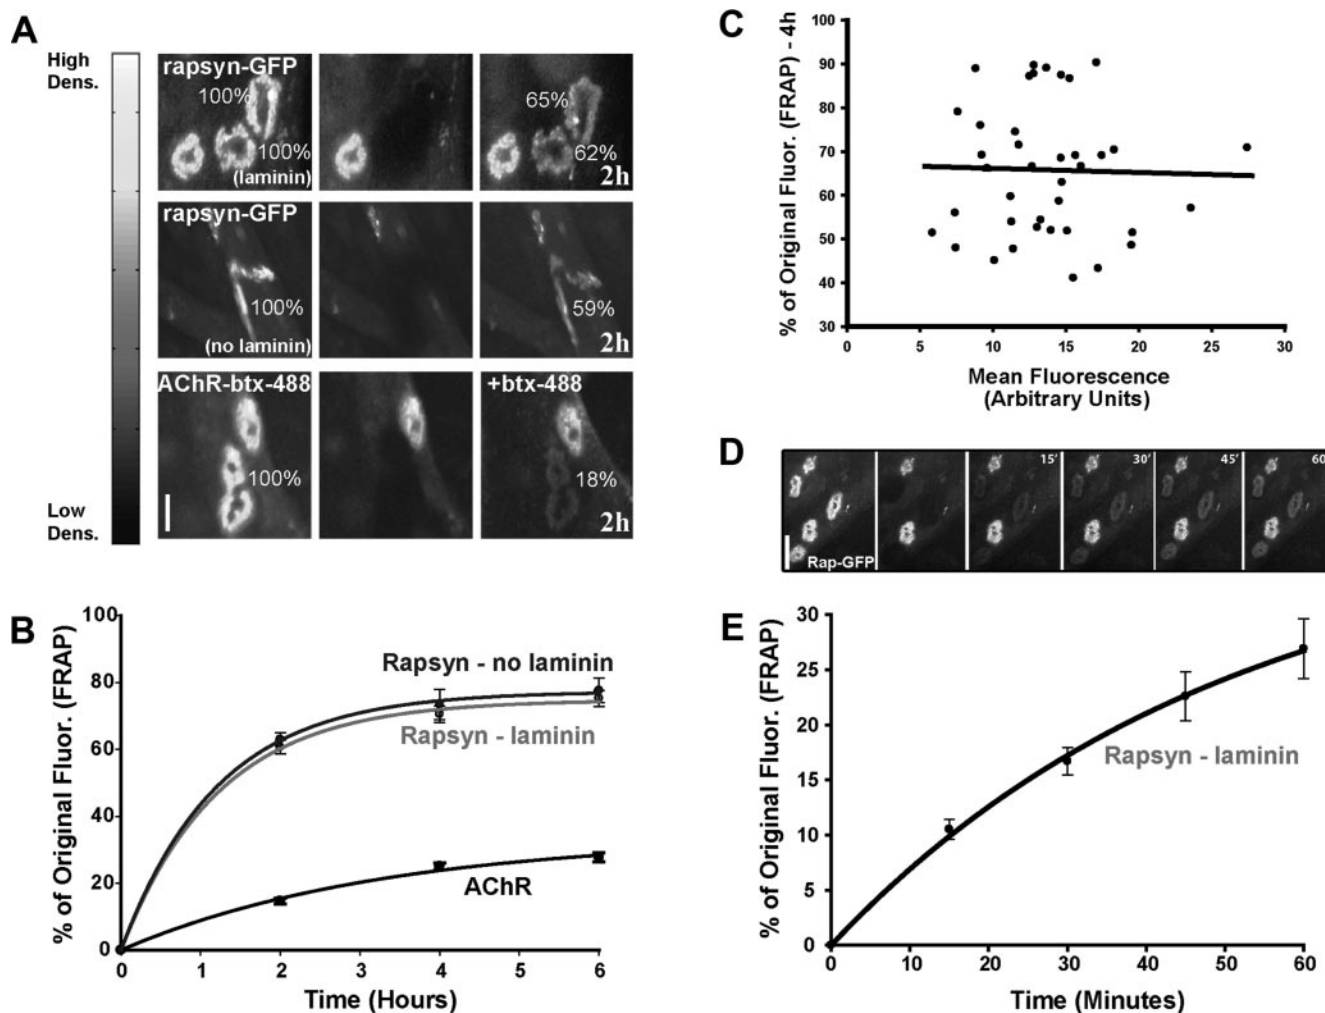 A
High
Dens.
Low
Dens.
rapsyn-GFP
100%
100%
(laminin)
65%
62%
2h
rapsyn-GFP
100%
(no laminin)
59%
2h
AChR-btx-488
100%
+btx-488
18%
2h
B
% of Original Fluor. (FRAP)
100
80
60
40
20
0
Rapsyn - no laminin
Rapsyn - laminin
AChR
0 1 2 3 4 5 6
Time (Hours)
C
% of Original Fluor. (FRAP) - 4h
100
90
80
70
60
50
40
30
0 5 10 15 20 25 30
Mean Fluorescence
(Arbitrary Units)
D
15' 30' 45' 60
Rap-GFP
E
% of Original Fluor. (FRAP)
30
25
20
15
10
5
0
Rapsyn - laminin
0 10 20 30 40 50 60
Time (Minutes)